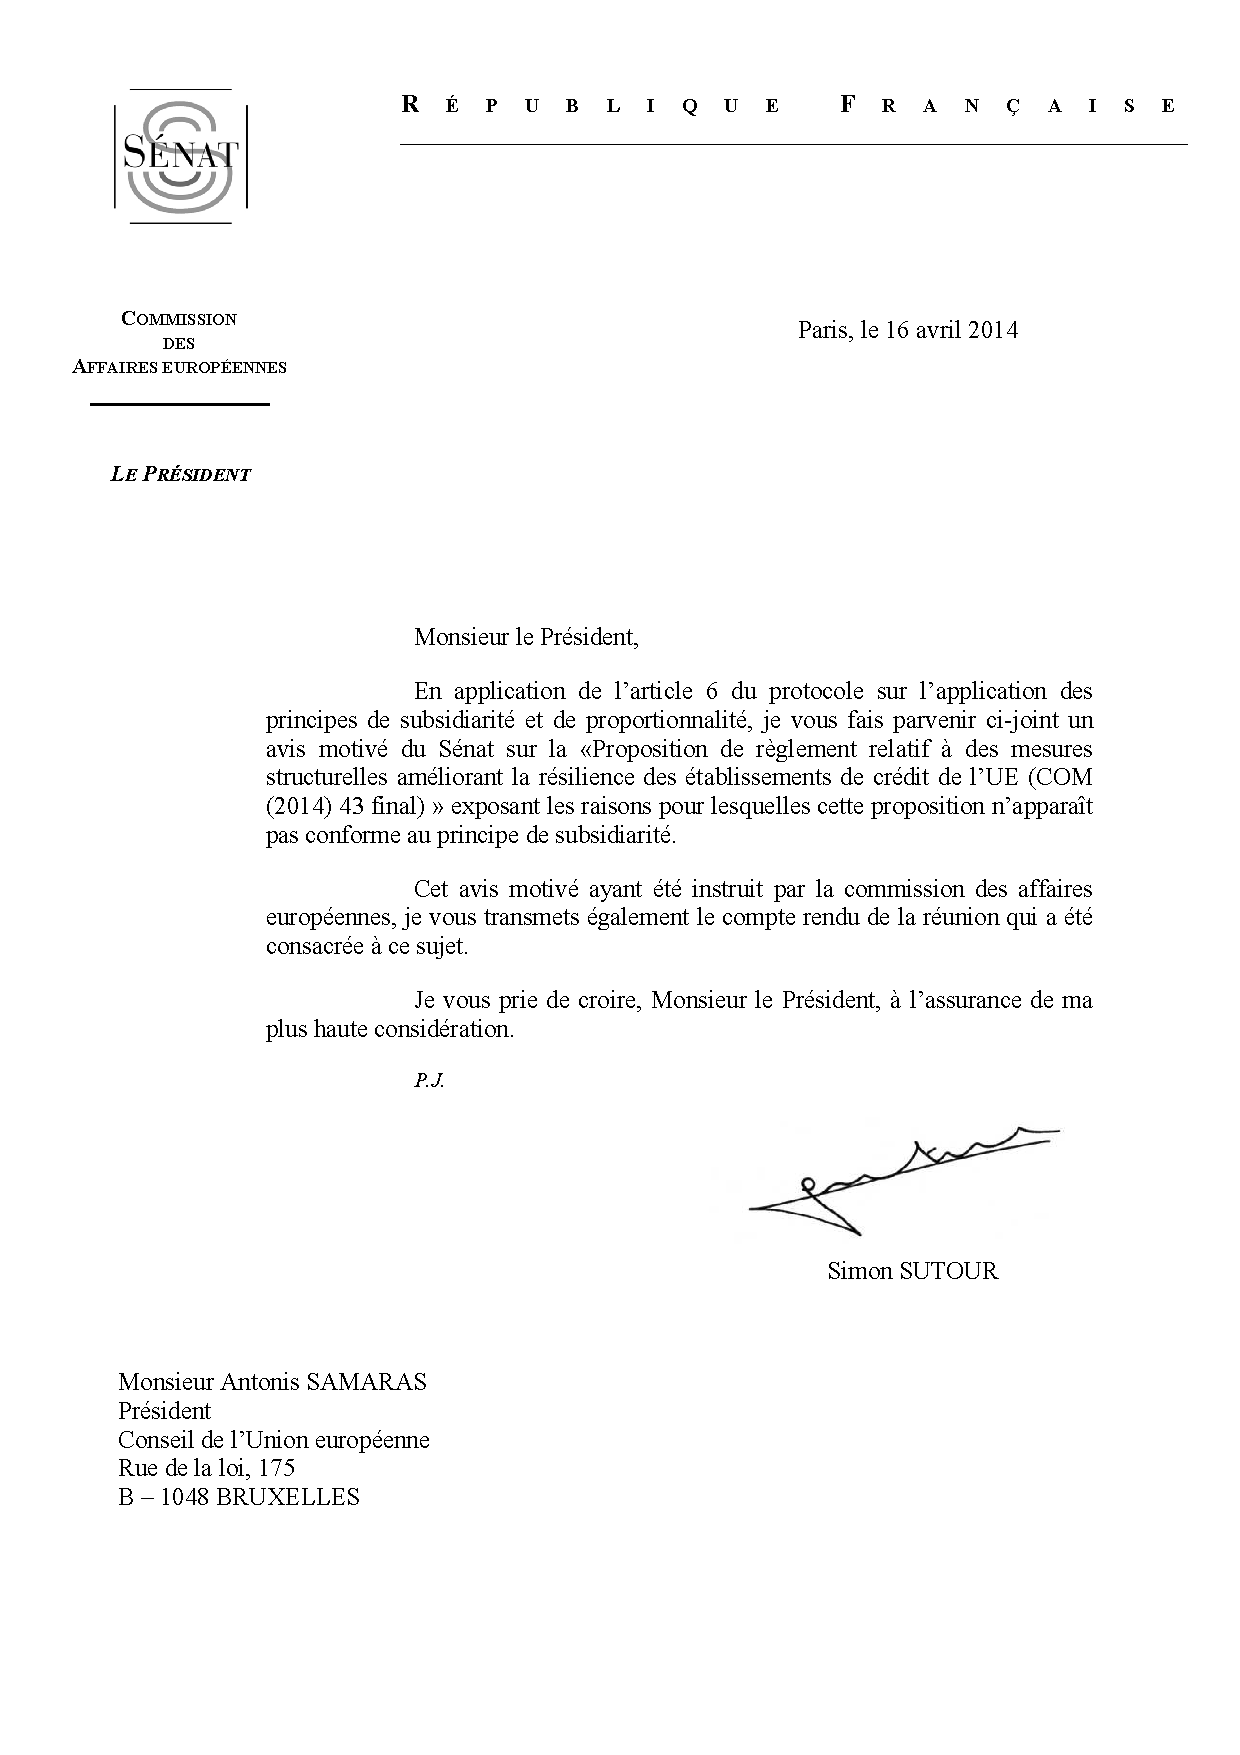 SÉNAT
RÉPUBLIQUE FRANÇAISE
COMMISSION
DES
AFFAIRES EUROPÉENNES
Paris, le 16 avril 2014
LE PRÉSIDENT
Monsieur le Président,
En application de l’article 6 du protocole sur l’application des
principes de subsidiarité et de proportionnalité, je vous fais parvenir ci-joint un
avis motivé du Sénat sur la «Proposition de règlement relatif à des mesures
structurelles améliorant la résilience des établissements de crédit de l’UE (COM
(2014) 43 final) » exposant les raisons pour lesquelles cette proposition n’apparaît
pas conforme au principe de subsidiarité.
Cet avis motivé ayant été instruit par la commission des affaires
européennes, je vous transmets également le compte rendu de la réunion qui a été
consacrée à ce sujet.
Je vous prie de croire, Monsieur le Président, à l’assurance de ma
plus haute considération.
P.J.
Simon SUTOUR
Monsieur Antonis SAMARAS
Président
Conseil de l’Union européenne
Rue de la loi, 175
B – 1048 BRUXELLES